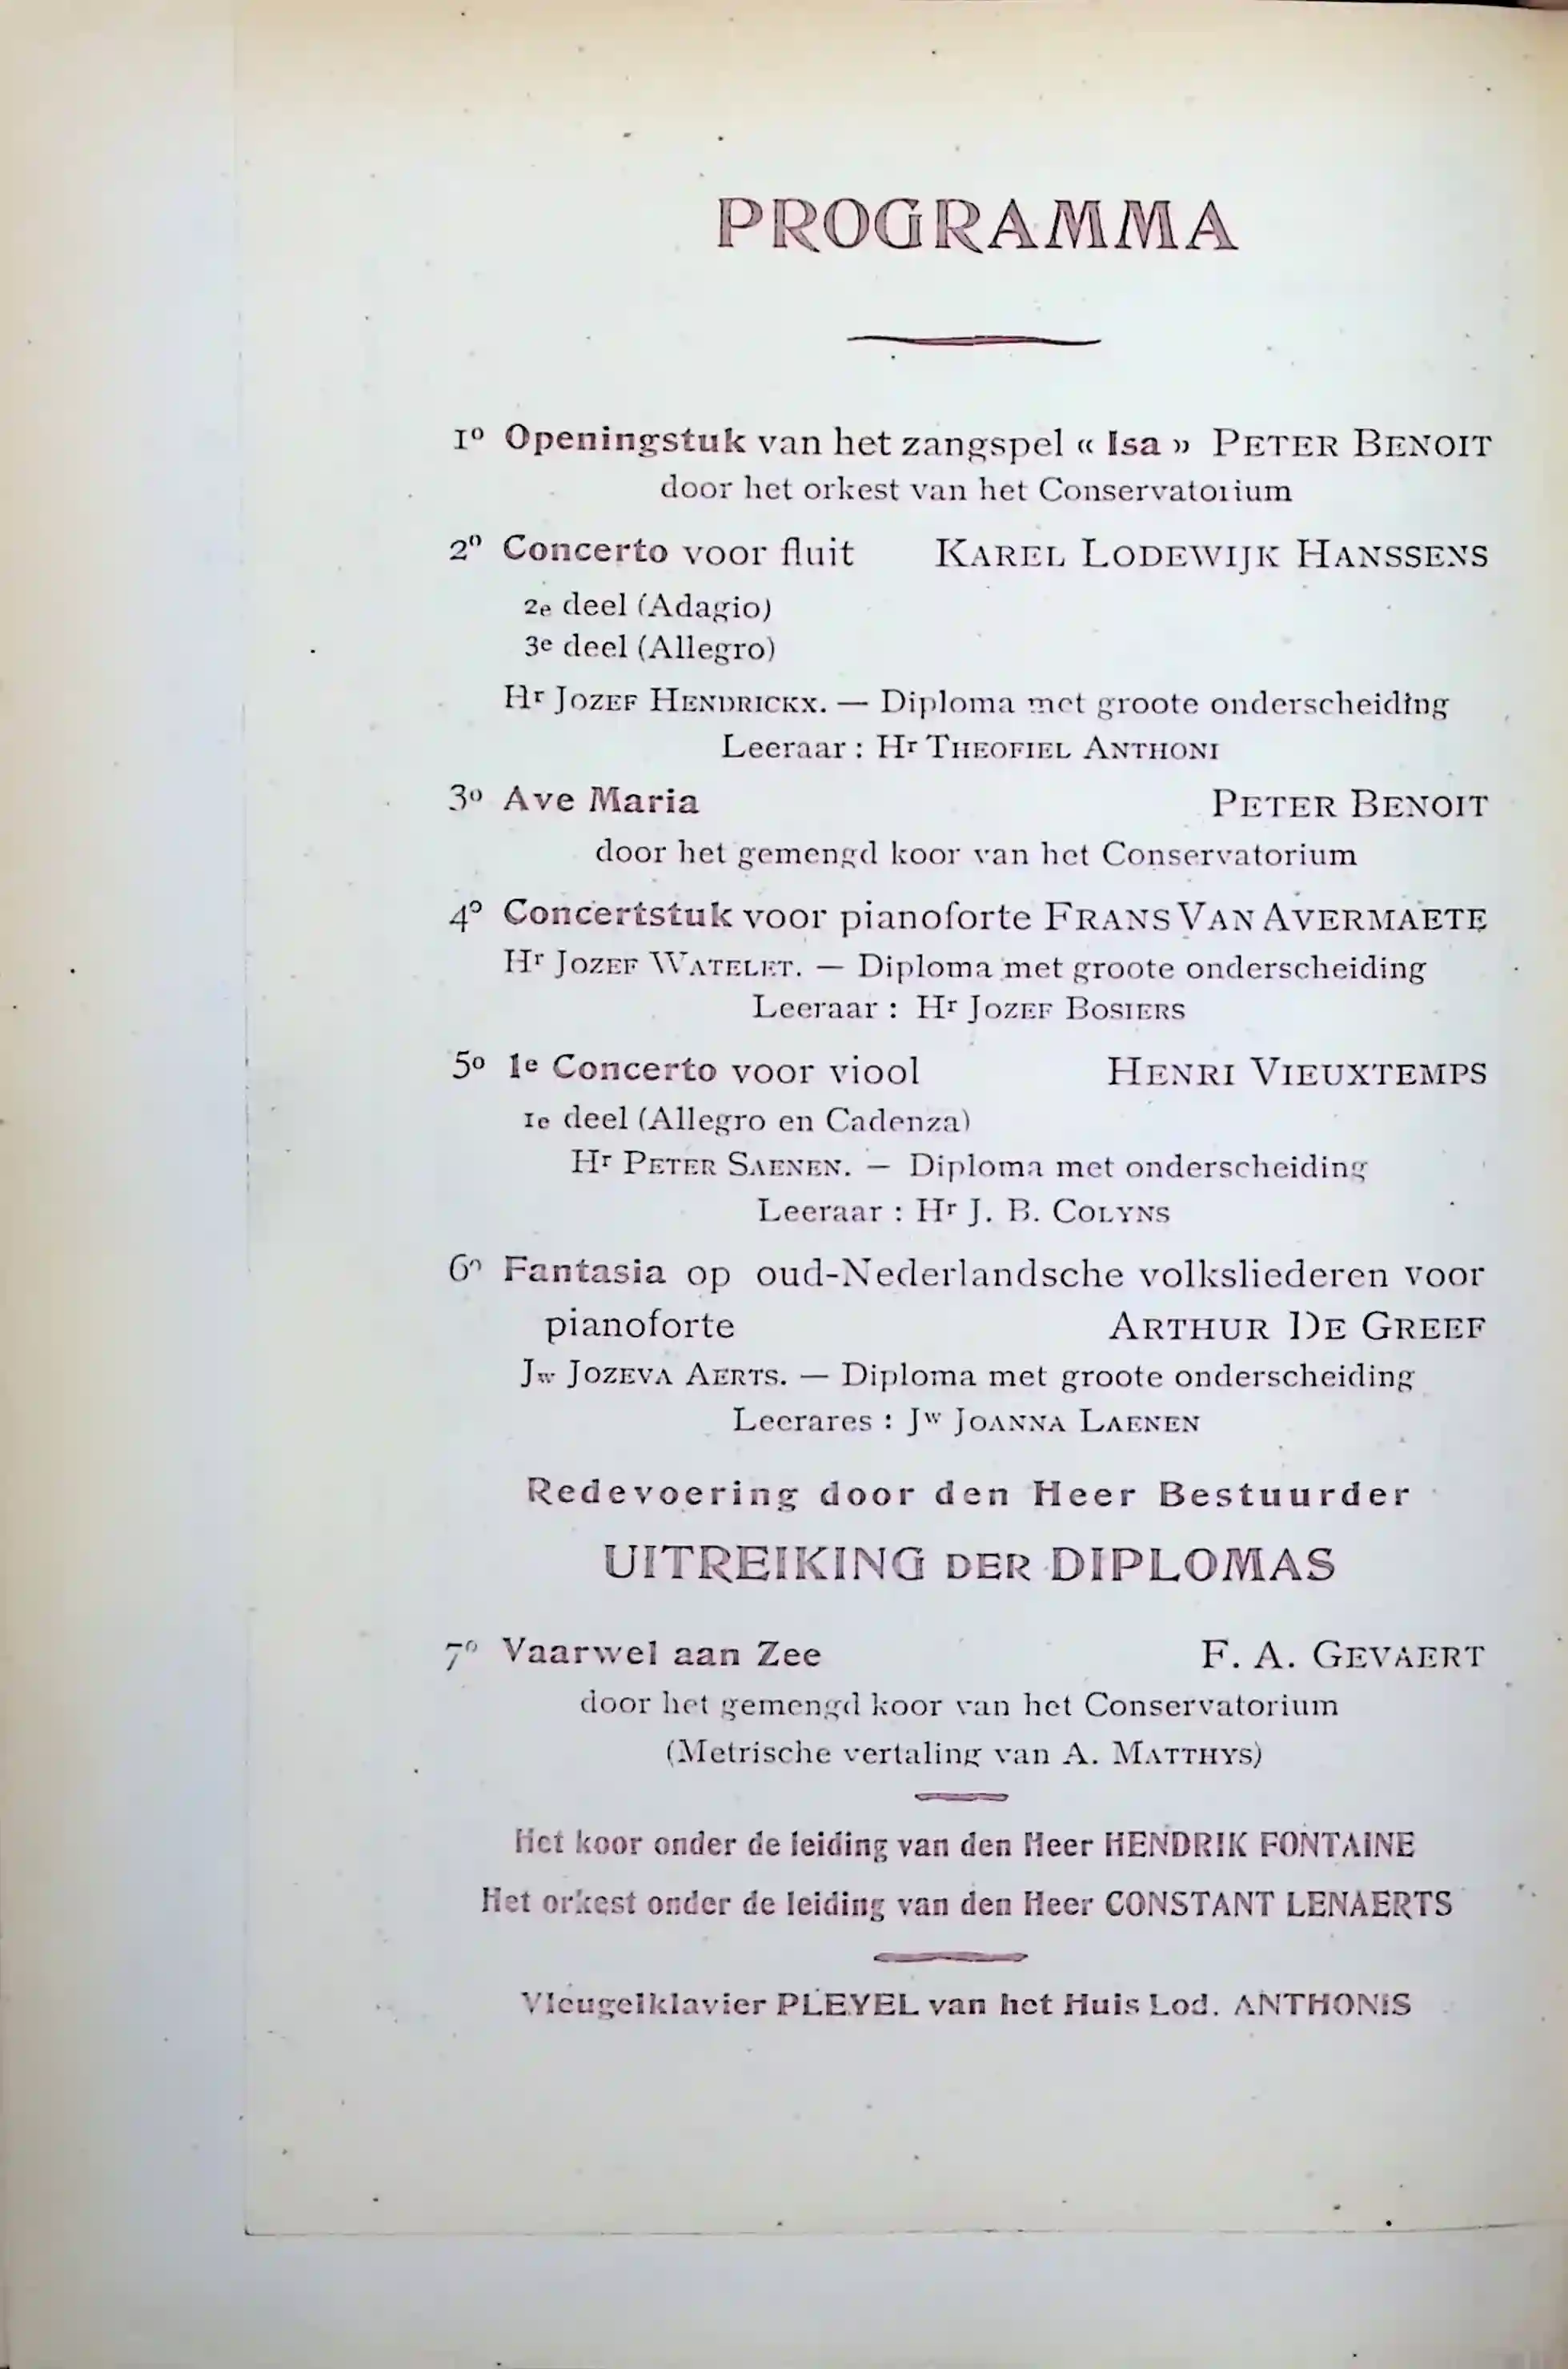 PROGRAMMA
1º Openingstuk van het zangspel « Isa » PETER BENOIT
door het orkest van het Conservatorium
2º Concerto voor fluit KAREL LODEWIJK HANSSENS
2e deel (Adagio)
3e deel (Allegro)
Hr JOZEF HENDRICKX. — Diploma met groote onderscheiding
Leeraar : Hr THEOFIEL ANTHONI
3º Ave Maria PETER BENOIT
door het gemengd koor van het Conservatorium
4º Concertstuk voor pianoforte FRANS VAN AVERMAETE
Hr JOZEF WATELET. — Diploma met groote onderscheiding
Leeraar : Hr JOZEF BOSIERS
5º 1e Concerto voor viool HENRI VIEUXTEMPS
1e deel (Allegro en Cadenza)
Hr PETER SAENEN. — Diploma met onderscheiding
Leeraar : Hr J. B. COLYNS
6º Fantasia op oud-Nederlandsche volksliederen voor
pianoforte ARTHUR DE GREEF
Jw JOZEVA AERTS. — Diploma met groote onderscheiding
Leerares : Jw JOANNA LAENEN
Redevoering door den Heer Bestuurder
UITREIKING DER DIPLOMAS
7º Vaarwel aan Zee F. A. GEVAERT
door het gemengd koor van het Conservatorium
(Metrische vertaling van A. MATTHYS)
Het koor onder de leiding van den Heer HENDRIK FONTAINE
Het orkest onder de leiding van den Heer CONSTANT LENAERTS
Vleugelklavier PLEYEL van het Huis Lod. ANTHONIS